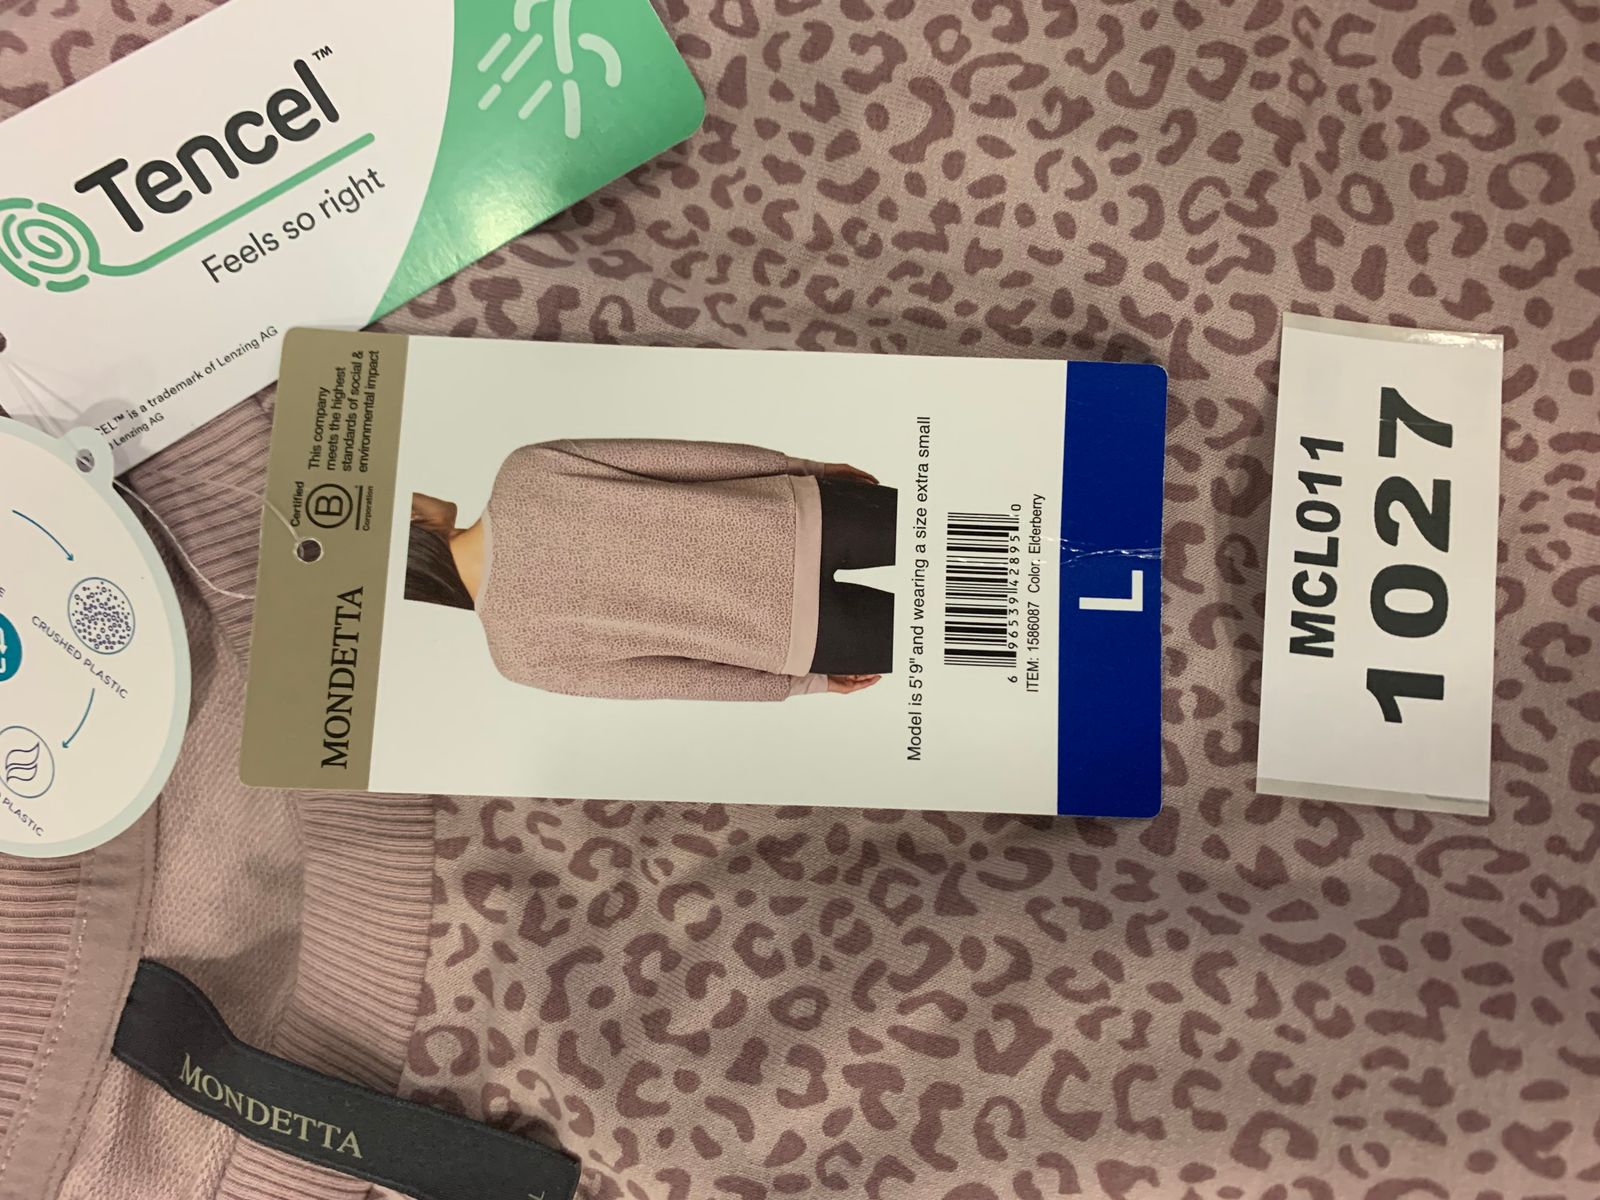 Tencel™
Feels so right
CEL™ is a trademark of Lenzing AG
Lenzing AG
CRUSHED PLASTIC
PLASTIC
Certified
B
Corporation
This company
meets the highest
standards of social &
environmental impact
MONDETTA
Model is 5'9" and wearing a size extra small
6 96539 42895 0
ITEM: 1586087 Color: Elderberry
L
MCL011
1027
MONDETTA